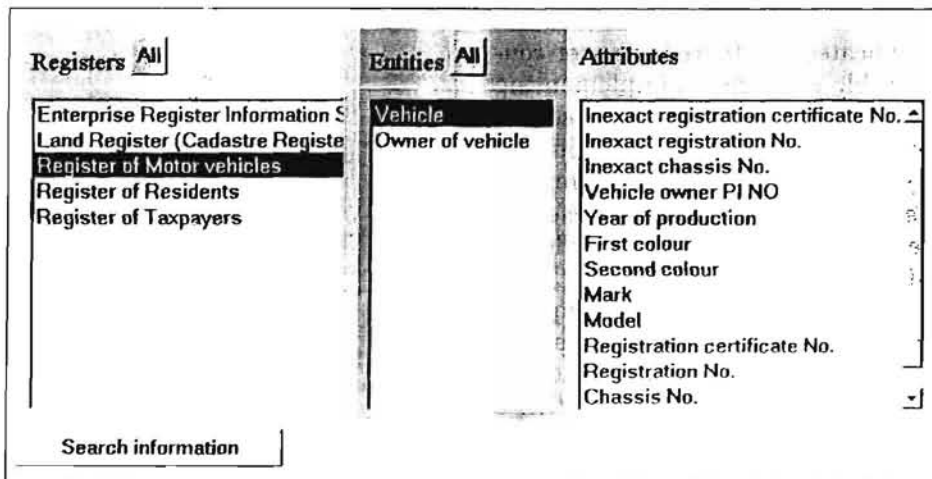 Registers All
Enterprise Register Information S
Land Register (Cadastre Registe
Register of Motor vehicles
Register of Residents
Register of Taxpayers
Entities All
Vehicle
Owner of vehicle
Attributes
Inexact registration certificate No.
Inexact registration No.
Inexact chassis No.
Vehicle owner PI NO
Year of production
First colour
Second colour
Mark
Model
Registration certificate No.
Registration No.
Chassis No.
Search information